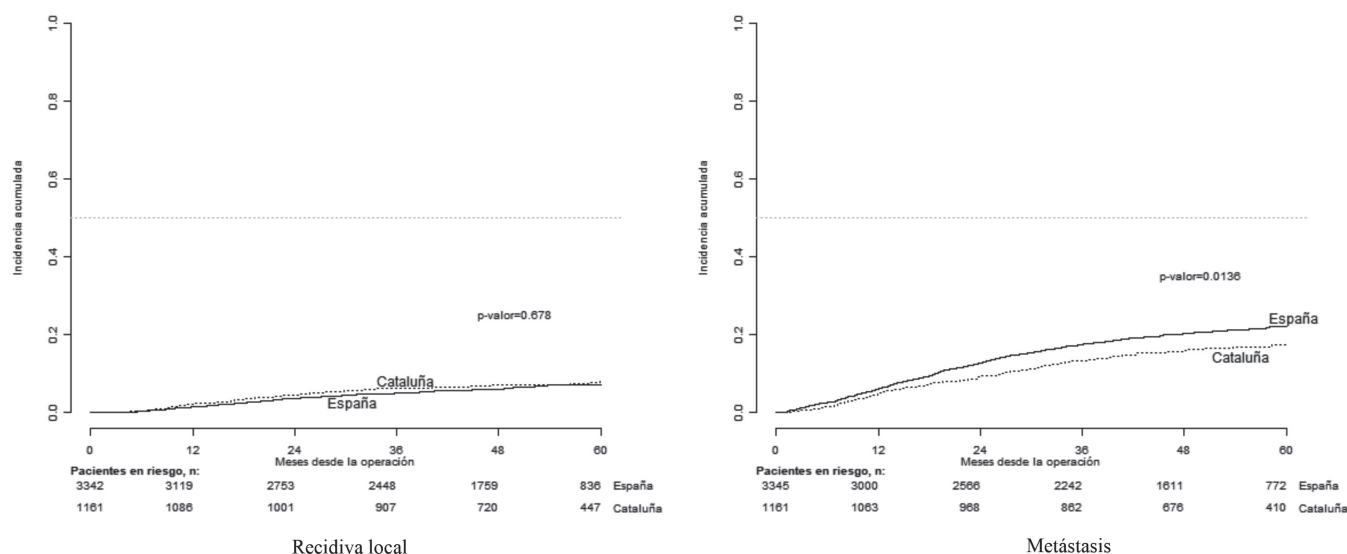 Incidencia acumulada
1.0
0.8
0.6
0.4
0.2
0.0
p-valor=0.678
Cataluña
España
0 12 24 36 48 60
Meses desde la operación
Pacientes en riesgo, n:
3342 3119 2753 2448 1759 836 España
1161 1086 1001 907 720 447 Cataluña
Recidiva local
Incidencia acumulada
1.0
0.8
0.6
0.4
0.2
0.0
p-valor=0.0136
España
Cataluña
0 12 24 36 48 60
Meses desde la operación
Pacientes en riesgo, n:
3345 3000 2566 2242 1611 772 España
1161 1063 968 862 676 410 Cataluña
Metástasis